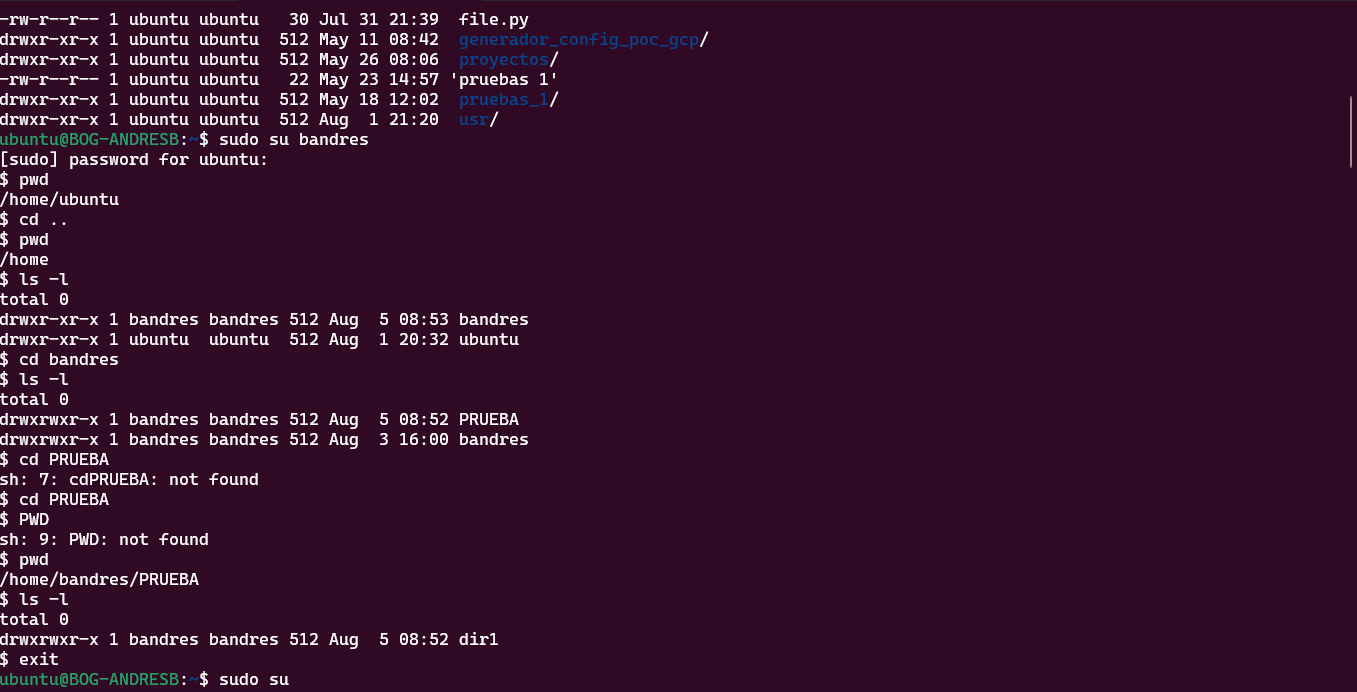 -rw-r--r-- 1 ubuntu ubuntu   30 Jul 31 21:39  file.py
drwxr-xr-x 1 ubuntu ubuntu  512 May 11 08:42  generador_config_poc_gcp/
drwxr-xr-x 1 ubuntu ubuntu  512 May 26 08:06  proyectos/
-rw-r--r-- 1 ubuntu ubuntu   22 May 23 14:57 'pruebas 1'
drwxr-xr-x 1 ubuntu ubuntu  512 May 18 12:02  pruebas_1/
drwxr-xr-x 1 ubuntu ubuntu  512 Aug  1 21:20  usr/
ubuntu@BOG-ANDRESB:~$ sudo su bandres
[sudo] password for ubuntu:
$ pwd
/home/ubuntu
$ cd ..
$ pwd
/home
$ ls -l
total 0
drwxr-xr-x 1 bandres bandres 512 Aug  5 08:53 bandres
drwxr-xr-x 1 ubuntu  ubuntu  512 Aug  1 20:32 ubuntu
$ cd bandres
$ ls -l
total 0
drwxrwxr-x 1 bandres bandres 512 Aug  5 08:52 PRUEBA
drwxrwxr-x 1 bandres bandres 512 Aug  3 16:00 bandres
$ cd PRUEBA
sh: 7: cdPRUEBA: not found
$ cd PRUEBA
$ PWD
sh: 9: PWD: not found
$ pwd
/home/bandres/PRUEBA
$ ls -l
total 0
drwxrwxr-x 1 bandres bandres 512 Aug  5 08:52 dir1
$ exit
ubuntu@BOG-ANDRESB:~$ sudo su